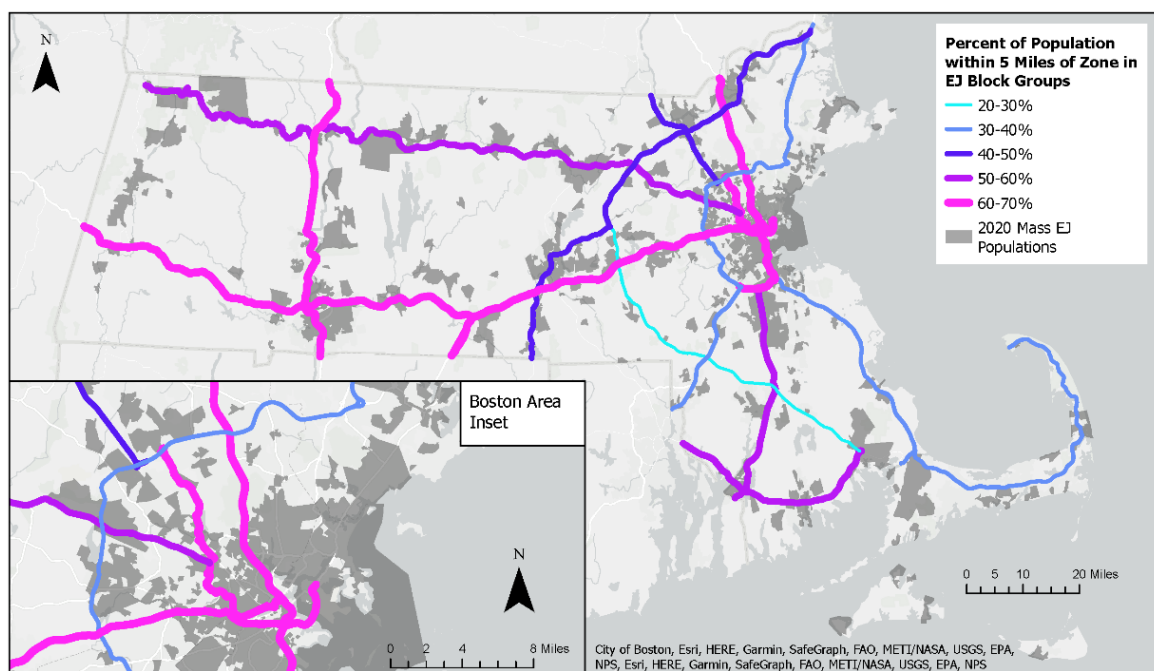 N
Percent of Population
within 5 Miles of Zone in
EJ Block Groups
20-30%
30-40%
40-50%
50-60%
60-70%
2020 Mass EJ
Populations
0 10 20 Miles
Boston Area
Inset
N
0 4 8 Miles
City of Boston, Esri, HERE, Garmin, SafeGraph, FAO, METI/NASA, USGS, EPA,
NPS, Esri, HERE, Garmin, SafeGraph, FAO, METI/NASA, USGS, EPA, NPS